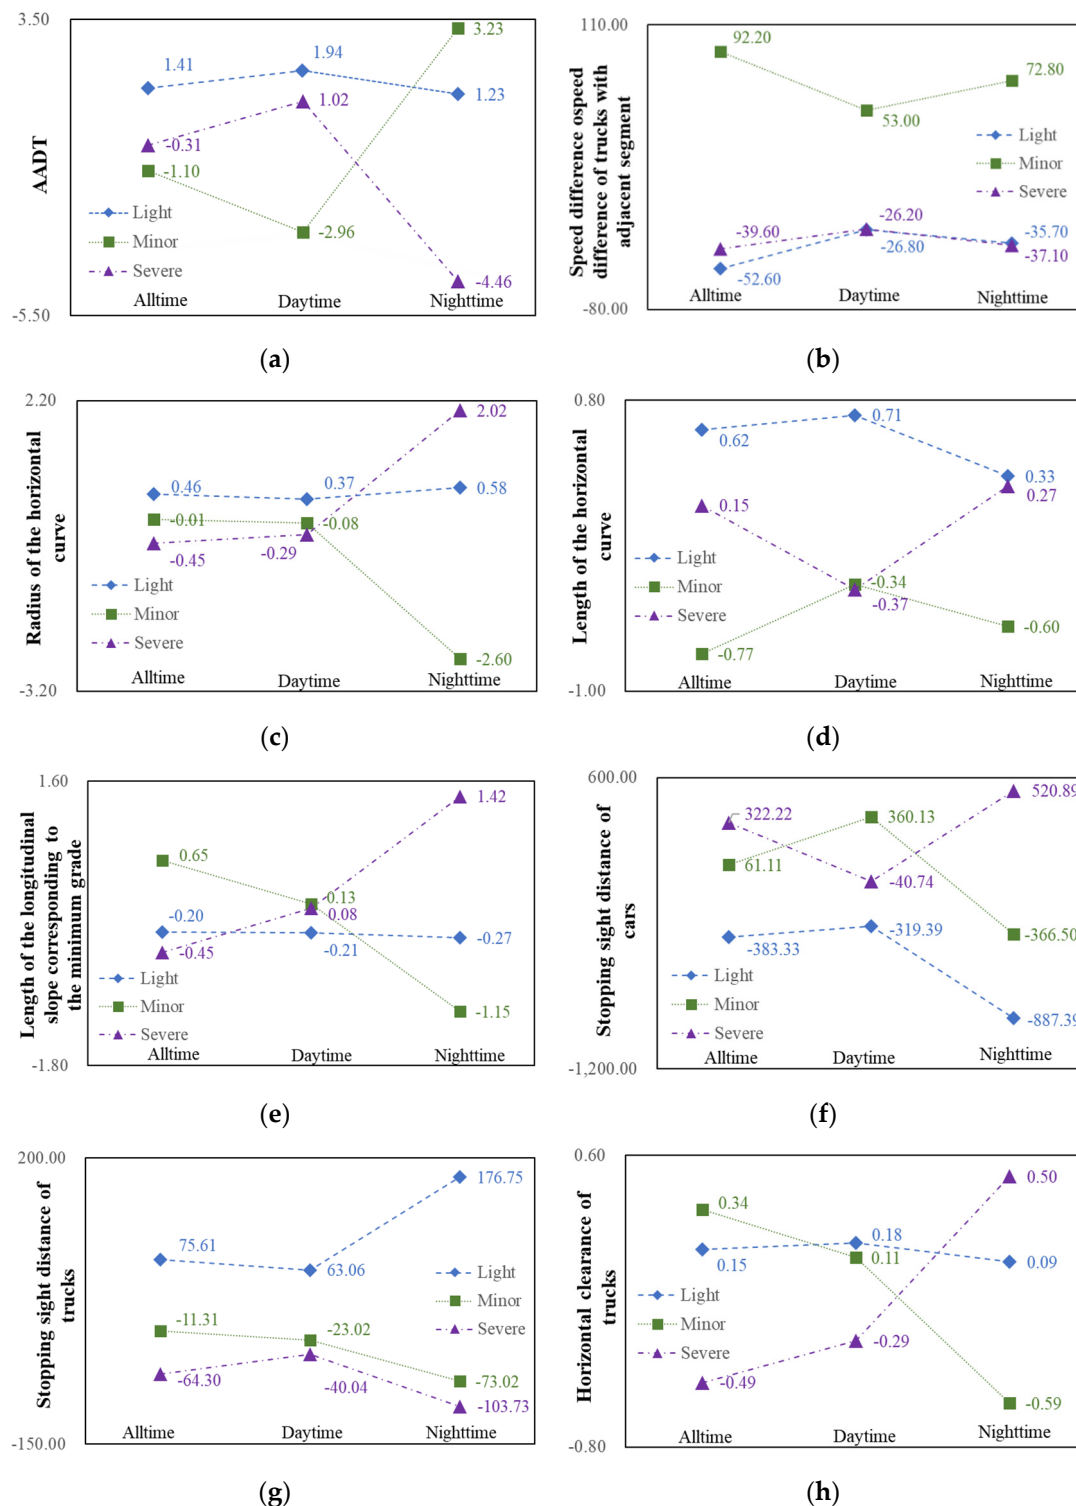 3.50
1.41
1.94
3.23
1.23
1.02
-0.31
-1.10
-2.96
-4.46
AADT
Light
Minor
Severe
Alltime Daytime Nighttime
-5.50
(a)
110.00
92.20
72.80
53.00
Speed difference ospeed
difference of trucks with
adjacent segment
Light
Minor
Severe
-39.60
-26.20
-35.70
-52.60
-26.80
-37.10
Alltime Daytime Nighttime
-80.00
(b)
2.20
2.02
0.46
0.37
0.58
-0.01
-0.08
-0.45
-0.29
-2.60
Radius of the horizontal
curve
Light
Minor
Severe
Alltime Daytime Nighttime
-3.20
(c)
0.80
0.71
0.62
0.33
0.27
0.15
-0.34
-0.37
-0.60
-0.77
Length of the horizontal
curve
Light
Minor
Severe
Alltime Daytime Nighttime
-1.00
(d)
1.60
1.42
0.65
0.13
0.08
-0.20
-0.21
-0.27
-0.45
-1.15
Length of the longitudinal
slope corresponding to
the minimum grade
Light
Minor
Severe
Alltime Daytime Nighttime
-1.80
(e)
600.00
520.89
322.22
360.13
61.11
-40.74
-383.33
-319.39
-366.50
-887.39
Stopping sight distance of
cars
Light
Minor
Severe
Alltime Daytime Nighttime
-1,200.00
(f)
200.00
176.75
75.61
63.06
-11.31
-23.02
-73.02
-64.30
-40.04
-103.73
Stopping sight distance of
trucks
Light
Minor
Severe
Alltime Daytime Nighttime
-150.00
(g)
0.60
0.50
0.34
0.18
0.15
0.11
0.09
-0.29
-0.49
-0.59
Horizontal clearance of
trucks
Light
Minor
Severe
Alltime Daytime Nighttime
-0.80
(h)